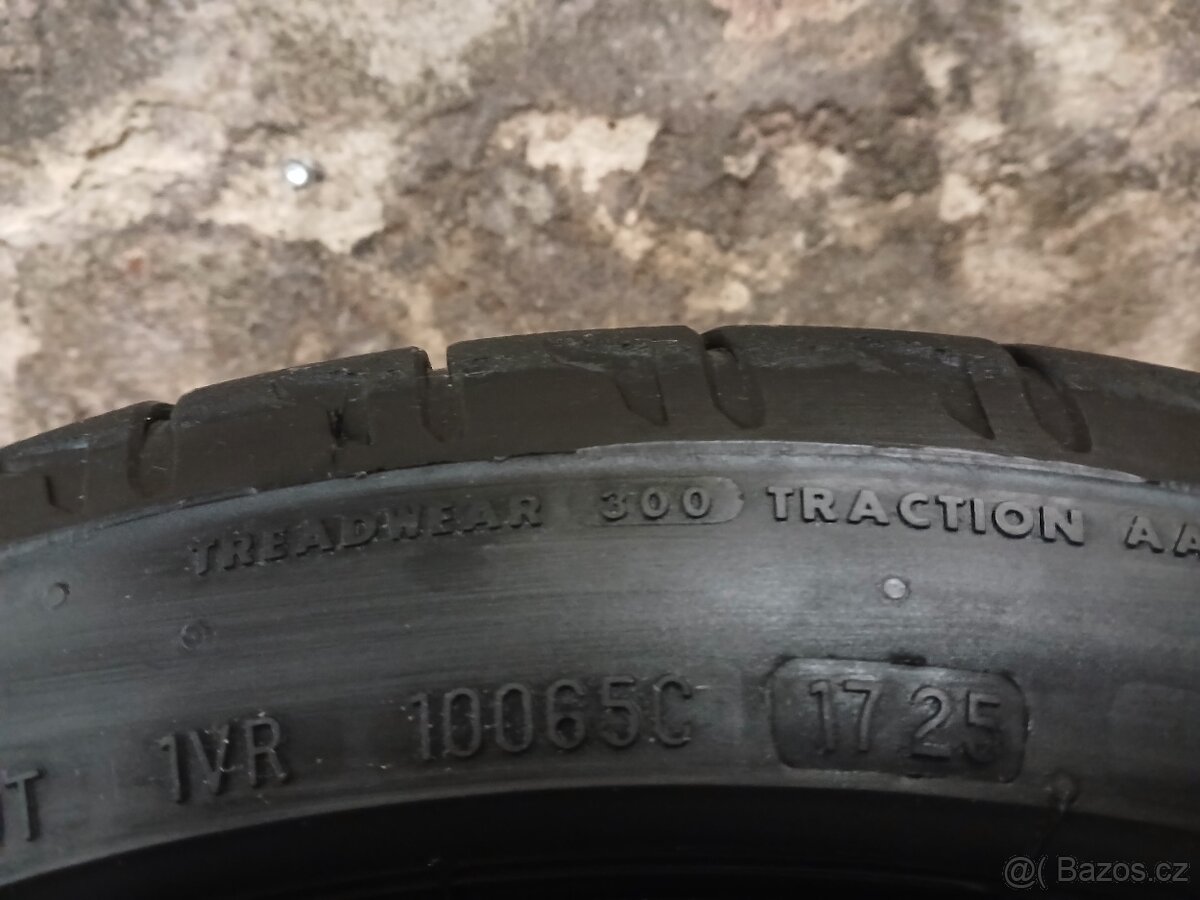 TREADWEAR 300 TRACTION AA
T 1VR 10065C 1725
@( Bazos.cz